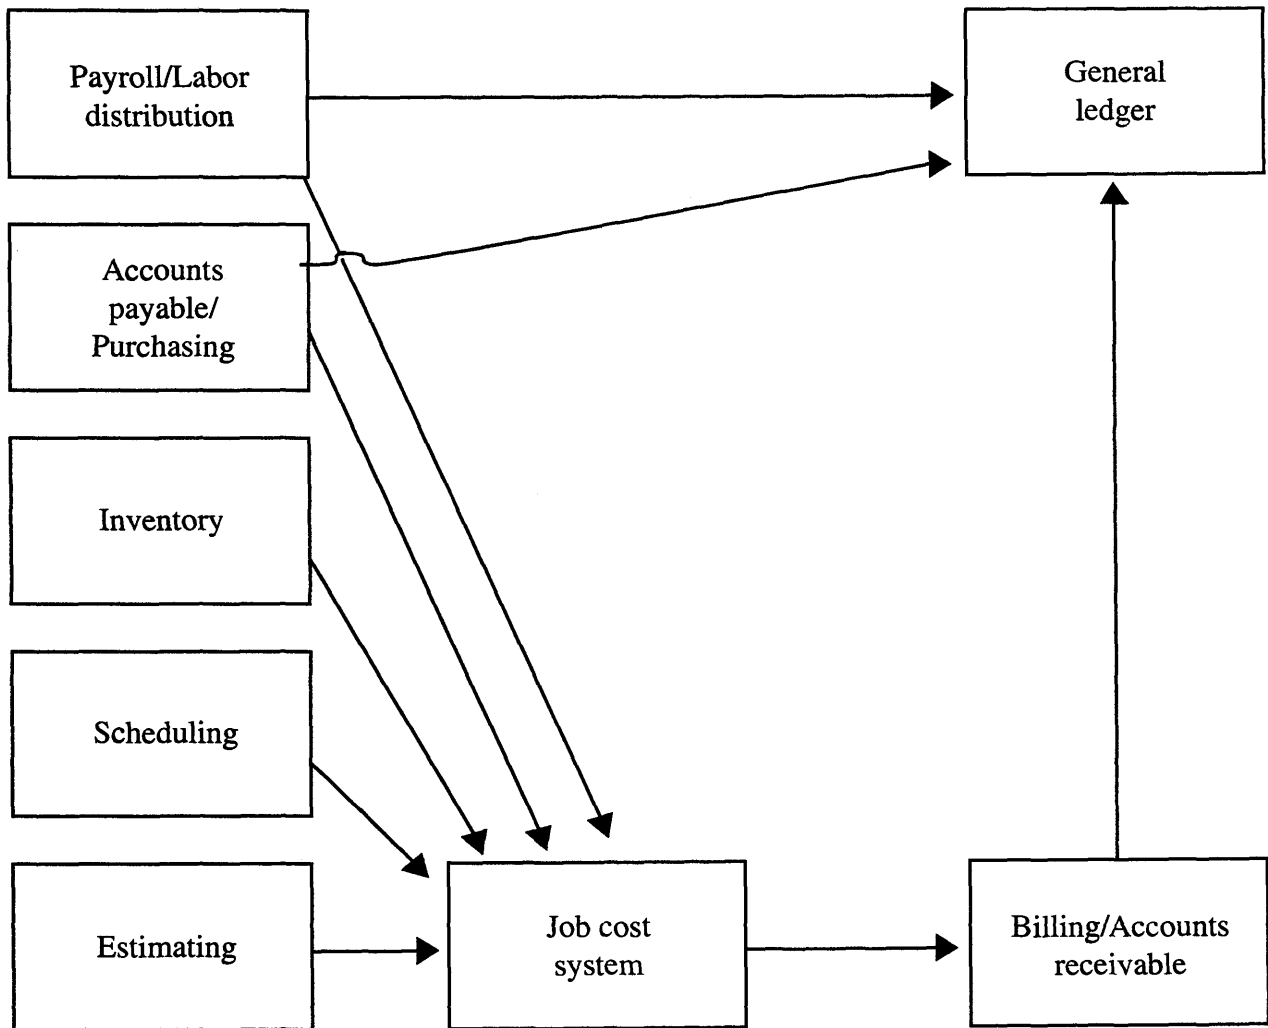 Payroll/Labor
distribution
General
ledger
Accounts
payable/
Purchasing
Inventory
Scheduling
Estimating
Job cost
system
Billing/Accounts
receivable